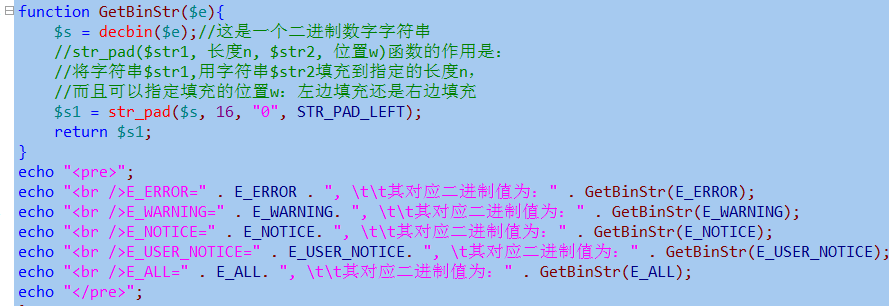 function GetBinStr($e){
$s = decbin($e);//这是一个二进制数字字符串
//str_pad($str1, 长度n, $str2, 位置w)函数的作用是:
//将字符串$str1,用字符串$str2填充到指定的长度n,
//而且可以指定填充的位置w: 左边填充还是右边填充
$s1 = str_pad($s, 16, "0", STR_PAD_LEFT);
return $s1;
}
echo "<pre>";
echo "<br />E_ERROR=" . E_ERROR . ", \t\t其对应二进制值为:" . GetBinStr(E_ERROR);
echo "<br />E_WARNING=" . E_WARNING. ", \t\t其对应二进制值为:" . GetBinStr(E_WARNING);
echo "<br />E_NOTICE=" . E_NOTICE. ", \t\t其对应二进制值为:" . GetBinStr(E_NOTICE);
echo "<br />E_USER_NOTICE=" . E_USER_NOTICE. ", \t其对应二进制值为:" . GetBinStr(E_USER_NOTICE);
echo "<br />E_ALL=" . E_ALL. ", \t\t其对应二进制值为:" . GetBinStr(E_ALL);
echo "</pre>";